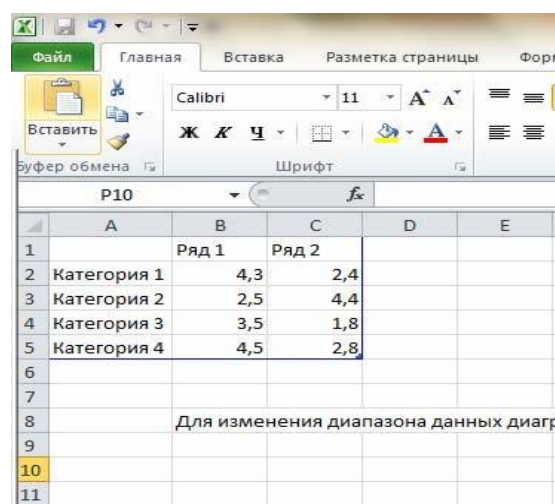 Файл Главная Вставка Разметка страницы
Вставить Calibri 11 A A
Ж К Ч А
Буфер обмена Шрифт
P10 fx
A B C D E
1 Ряд 1 Ряд 2
2 Категория 1 4,3 2,4
3 Категория 2 2,5 4,4
4 Категория 3 3,5 1,8
5 Категория 4 4,5 2,8
6
7
8 Для изменения диапазона данных
9
10
11